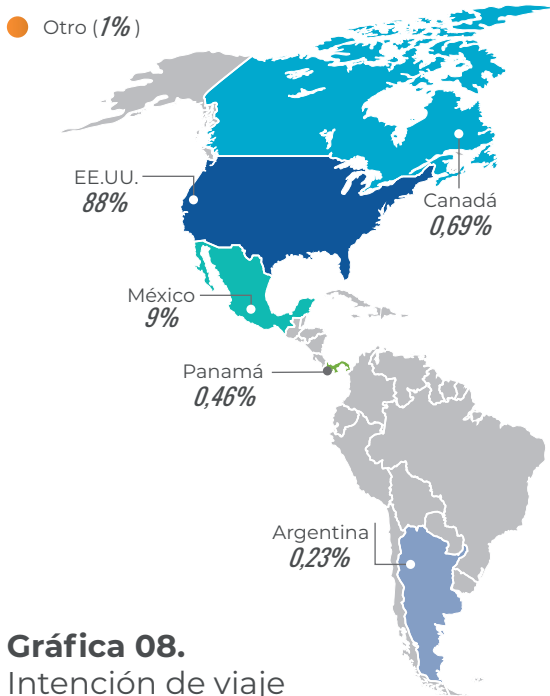 Otro (1%)
EE.UU.
88%
Canadá
0,69%
México
9%
Panamá
0,46%
Argentina
0,23%
Gráfica 08.
Intención de viaje